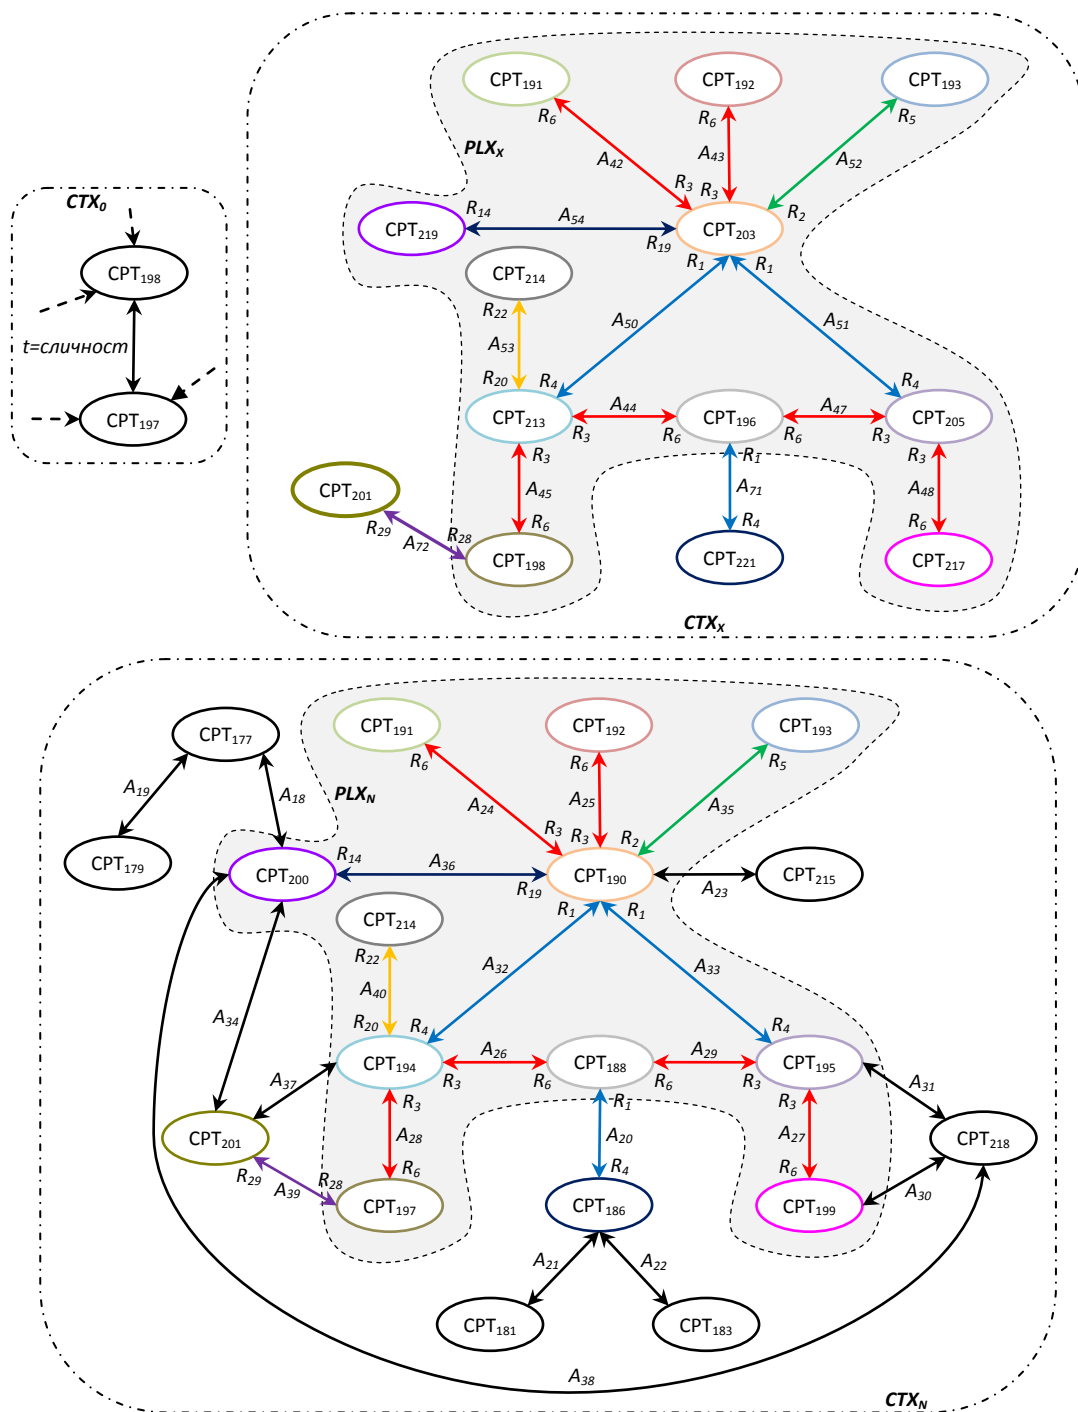 CTX0
CPT198
t=сличност
CPT197
CPT191
CPT192
CPT193
R6
R6
R5
PLXX
A42
A43
A52
R3
R3
R2
R14
A54
CPT219
CPT203
R19
R1
R1
CPT214
R22
A50
A51
A53
R20
R4
R4
CPT213
A44
CPT196
A47
CPT205
R3
R6
R6
R3
R3
R1
R3
CPT201
A45
A71
A48
R29
A72
R28
R6
R4
R6
CPT198
CPT221
CPT217
CTXX
CPT191
CPT192
CPT193
CPT177
R6
R6
R5
A19
A18
PLXN
A24
A25
A35
R3
R3
R2
CPT179
R14
A36
CPT200
CPT190
A23
CPT215
R19
R1
R1
CPT214
R22
A32
A33
A40
A34
R20
R4
R4
CPT194
A26
CPT188
A29
CPT195
A37
R3
R6
R6
R3
A31
R3
R1
R3
CPT201
A28
A20
A27
CPT218
R29
A39
R28
R6
R4
R6
A30
CPT197
CPT186
CPT199
A21
A22
CPT181
CPT183
A38
CTXN